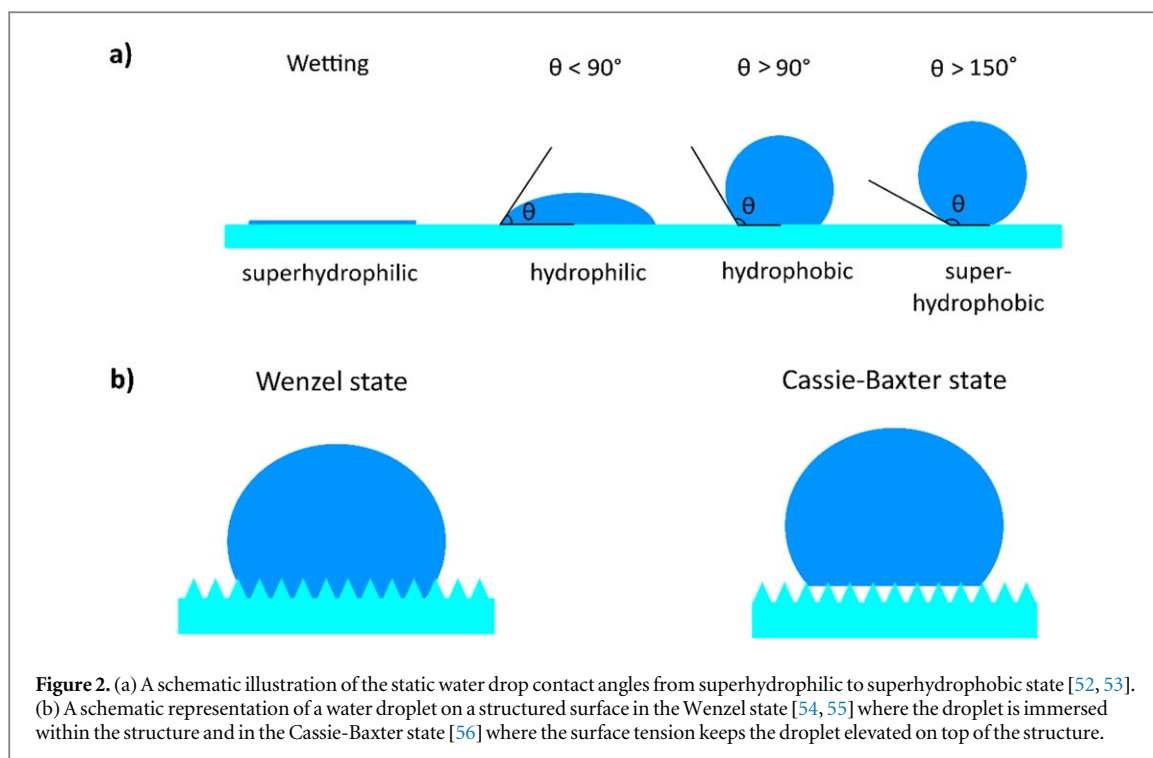 a)
Wetting
θ < 90°
θ > 90°
θ > 150°
θ
θ
θ
superhydrophilic
hydrophilic
hydrophobic
super-
hydrophobic
b)
Wenzel state
Cassie-Baxter state
Figure 2. (a) A schematic illustration of the static water drop contact angles from superhydrophilic to superhydrophobic state [52, 53].
(b) A schematic representation of a water droplet on a structured surface in the Wenzel state [54, 55] where the droplet is immersed
within the structure and in the Cassie-Baxter state [56] where the surface tension keeps the droplet elevated on top of the structure.